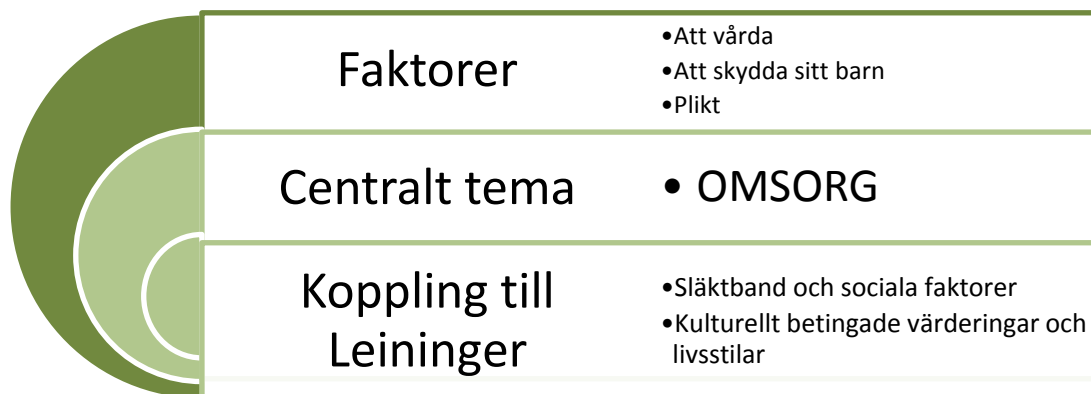 Faktorer
•Att vårda
•Att skydda sitt barn
•Plikt
Centralt tema
• OMSORG
Koppling till
Leininger
•Släktband och sociala faktorer
•Kulturellt betingade värderingar och
livsstilar